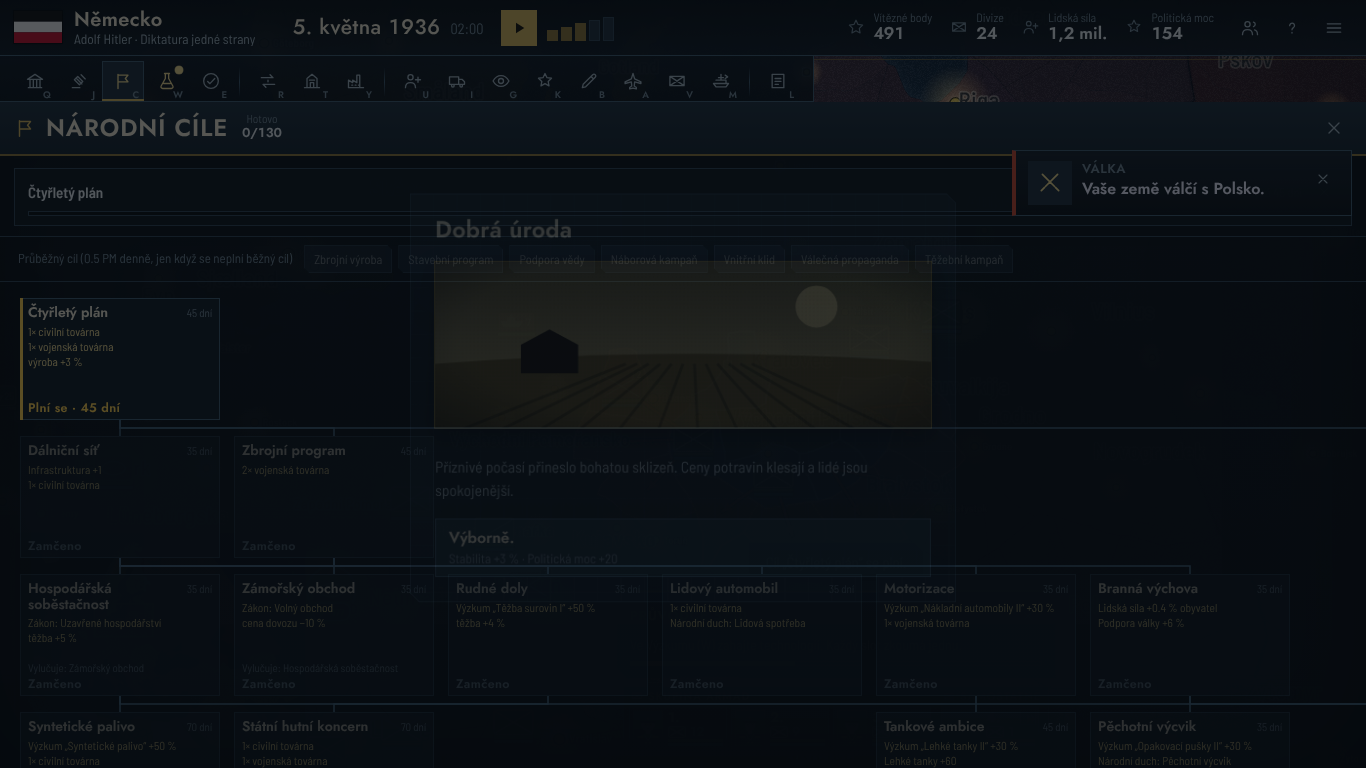 Německo
Adolf Hitler · Diktatura jedné strany
5. května 1936 02:00
Vítězné body
491
Divize
24
Lidská síla
1,2 mil.
Politická moc
154
?
Q J C W E R T Y U I G K B A V M L
Pskov
Riga
NÁRODNÍ CÍLE
Hotovo
0/130
VÁLKA
Vaše země válčí s Polsko.
Čtyřletý plán
Dobrá úroda
Průběžný cíl (0.5 PM denně, jen když se neplní běžný cíl)
Zbrojní výroba
Stavební program
Podpora vědy
Náborová kampaň
Vnitřní klid
Válečná propaganda
Těžební kampaň
Čtyřletý plán 45 dní
1× civilní továrna
1× vojenská továrna
výroba +3 %
Plní se · 45 dní
Příznivé počasí přineslo bohatou sklizeň. Ceny potravin klesají a lidé jsou
spokojenější.
Výborně.
Stabilita +3 % · Politická moc +20
Dálniční síť 35 dní
Infrastruktura +1
1× civilní továrna
Zamčeno
Zbrojní program 45 dní
2× vojenská továrna
Zamčeno
Hospodářská
soběstačnost 35 dní
Zákon: Uzavřené hospodářství
těžba +5 %
Vylučuje: Zámořský obchod
Zamčeno
Zámořský obchod 35 dní
Zákon: Volný obchod
cena dovozu −10 %
Vylučuje: Hospodářská soběstačnost
Zamčeno
Rudné doly 35 dní
Výzkum „Těžba surovin I" +50 %
těžba +4 %
Lidový automobil 35 dní
1× civilní továrna
Národní duch: Lidová spotřeba
Motorizace 35 dní
Výzkum „Nákladní automobily II" +30 %
1× vojenská továrna
Branná výchova 35 dní
Lidská síla +0,4 % obyvatel
Podpora války +6 %
Syntetické palivo 70 dní
Výzkum „Syntetické palivo" +50 %
1× civilní továrna
Státní hutní koncern 70 dní
1× civilní továrna
1× vojenská továrna
Tankové ambice 45 dní
Výzkum „Lehké tanky II" +30 %
Lehké tanky +60
Pěchotní výcvik 35 dní
Výzkum „Opakovací pušky II" +30 %
Národní duch: Pěchotní výcvik